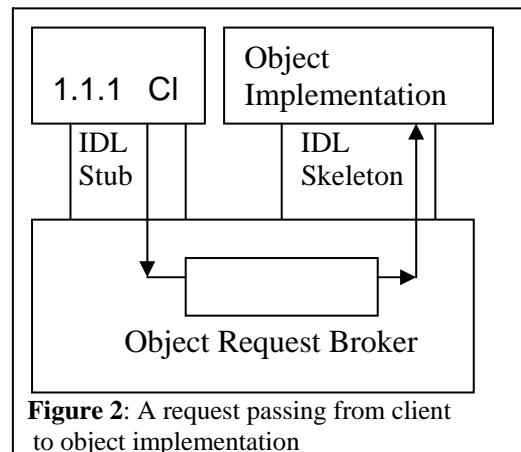 1.1.1 Cl
Object
Implementation
IDL
Stub
IDL
Skeleton
Object Request Broker
Figure 2: A request passing from client
to object implementation